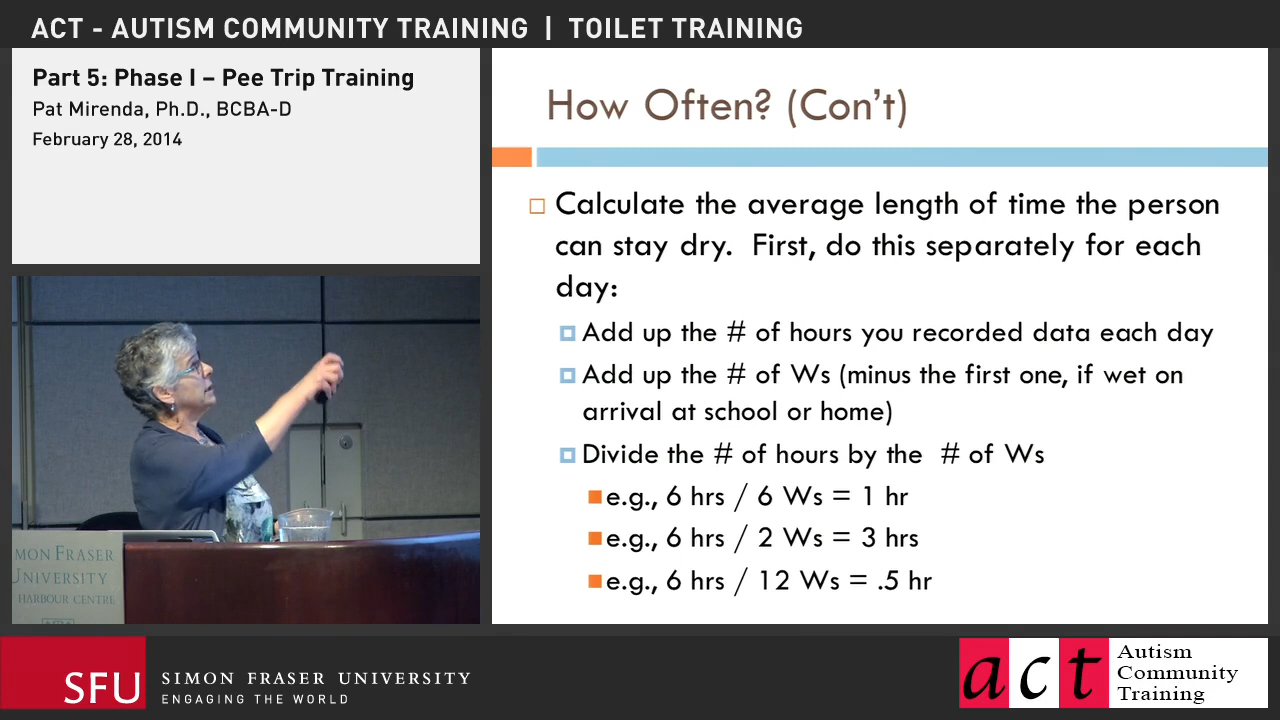 ACT - AUTISM COMMUNITY TRAINING | TOILET TRAINING
Part 5: Phase I – Pee Trip Training
Pat Mirenda, Ph.D., BCBA-D
February 28, 2014
How Often? (Con't)
Calculate the average length of time the person
can stay dry. First, do this separately for each
day:
Add up the # of hours you recorded data each day
Add up the # of Ws (minus the first one, if wet on
arrival at school or home)
Divide the # of hours by the # of Ws
e.g., 6 hrs / 6 Ws = 1 hr
e.g., 6 hrs / 2 Ws = 3 hrs
e.g., 6 hrs / 12 Ws = .5 hr
MON FRASER
UNIVERSITY
HARBOUR CENTRE
SFU
SIMON FRASER UNIVERSITY
ENGAGING THE WORLD
act
Autism
Community
Training